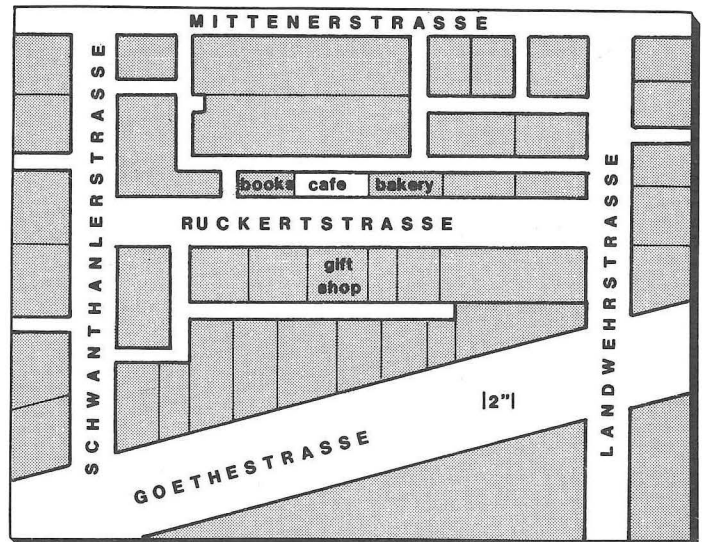 MITTENERSTRASSE
SCHWANTHANLERSTRASSE
books cafe bakery
RUCKERTSTRASSE
gift
shop
LANDWEHRSTRASSE
|2"|
GOETHESTRASSE